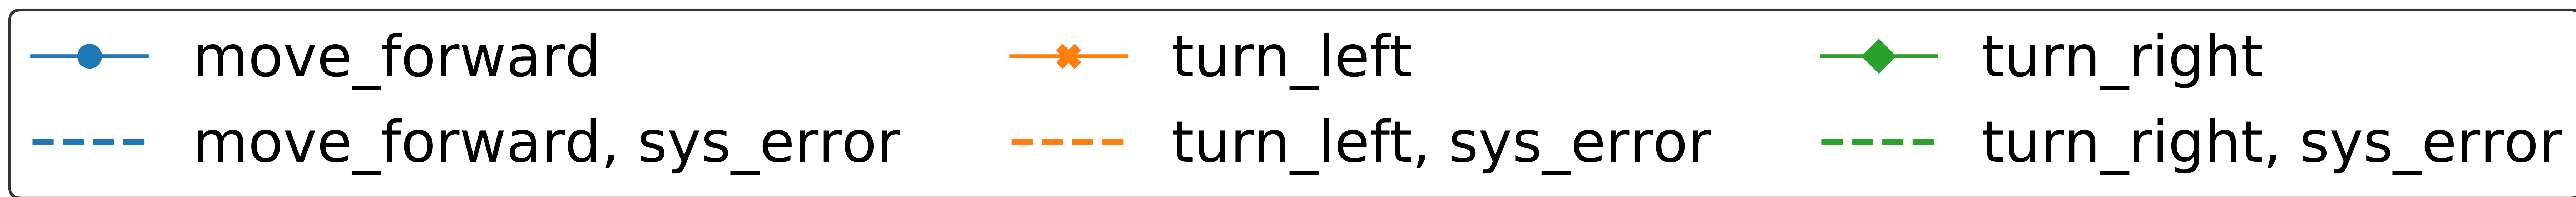 move_forward turn_left turn_right
move_forward, sys_error turn_left, sys_error turn_right, sys_error